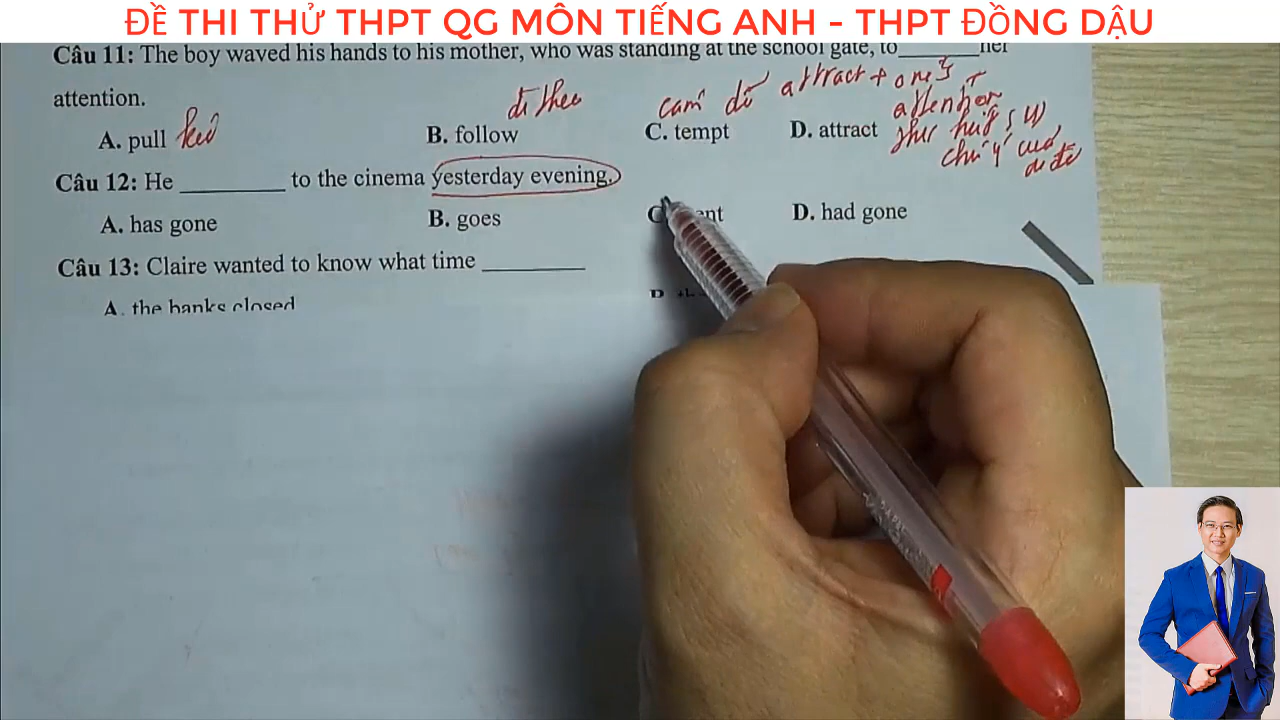 ĐỀ THI THỬ THPT QG MÔN TIẾNG ANH - THPT ĐỒNG DẬU
Câu 11: The boy waved his hands to his mother, who was standing at the school gate, to________her
attention.
đi theo cám dỗ attract + one's
attention
A. pull kéo B. follow C. tempt D. attract thu hút sự
chú ý của
ai đó
Câu 12: He _________ to the cinema yesterday evening.
A. has gone B. goes C. D. had gone
Câu 13: Claire wanted to know what time _________
A. the banks closed